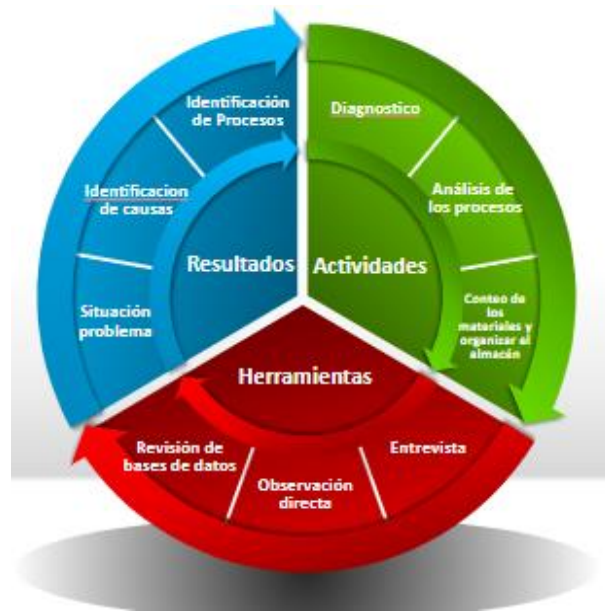 Identificación
de Procesos
Identificacion
de causas
Situación
problema
Resultados
Diagnostico
Análisis de
los procesos
Conteo de
los
materiales y
organizar el
almacén
Actividades
Herramientas
Entrevista
Observación
directa
Revisión de
bases de datos